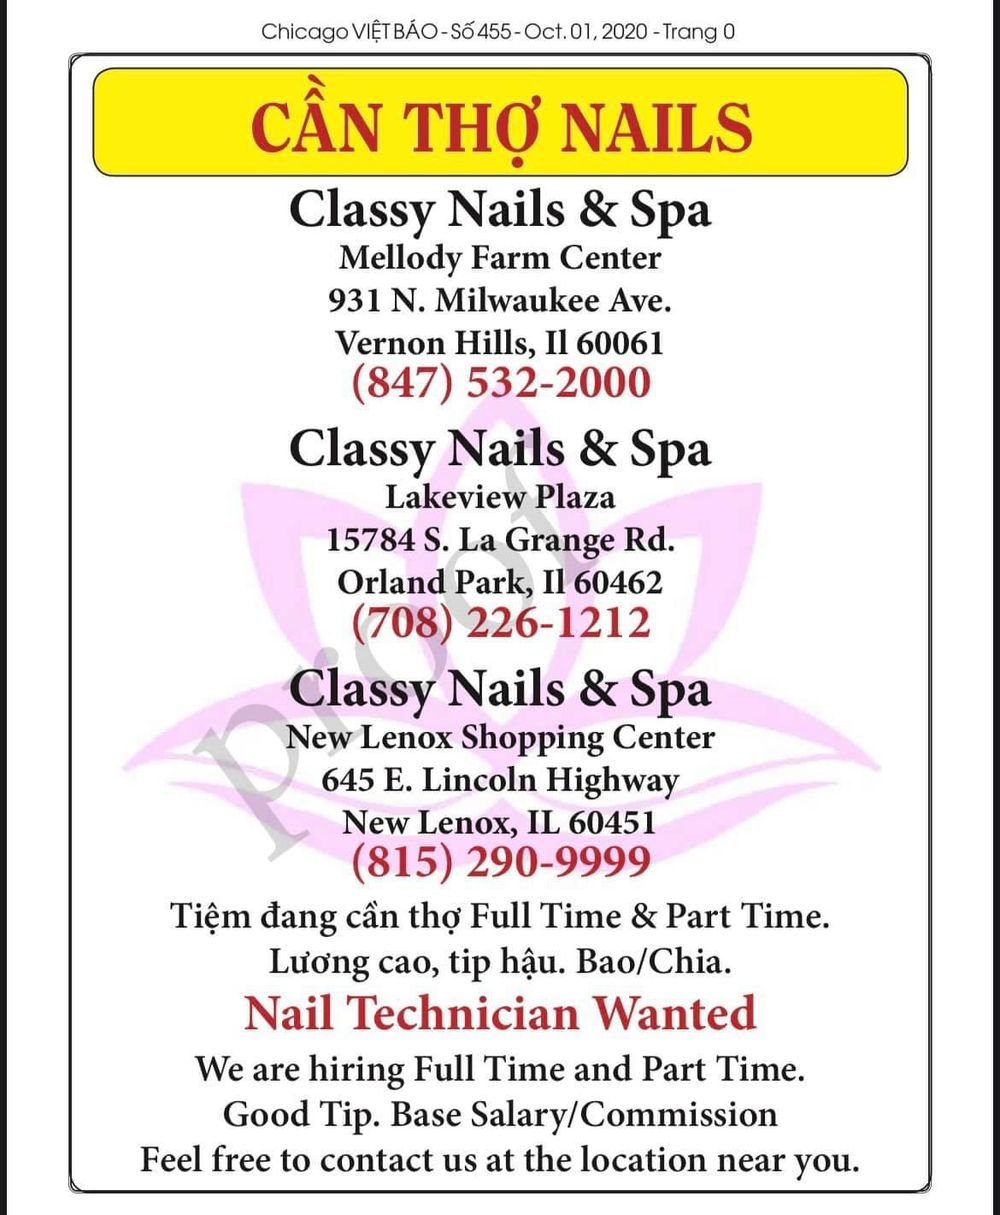 Chicago VIỆT BÁO - Số 455 - Oct. 01, 2020 - Trang 0
CẦN THỢ NAILS
Classy Nails & Spa
Mellody Farm Center
931 N. Milwaukee Ave.
Vernon Hills, Il 60061
(847) 532-2000
Classy Nails & Spa
Lakeview Plaza
15784 S. La Grange Rd.
Orland Park, Il 60462
(708) 226-1212
proof
Classy Nails & Spa
New Lenox Shopping Center
645 E. Lincoln Highway
New Lenox, IL 60451
(815) 290-9999
Tiệm đang cần thợ Full Time & Part Time.
Lương cao, tip hậu. Bao/Chia.
Nail Technician Wanted
We are hiring Full Time and Part Time.
Good Tip. Base Salary/Commission
Feel free to contact us at the location near you.